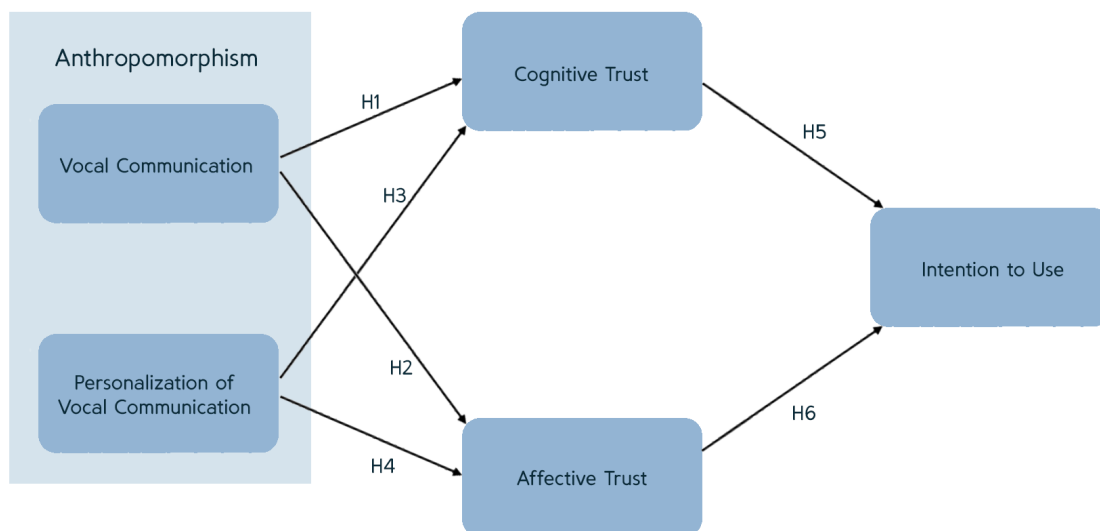 Anthropomorphism
Vocal Communication
Personalization of
Vocal Communication
H1
H3
H2
H4
Cognitive Trust
Affective Trust
H5
H6
Intention to Use